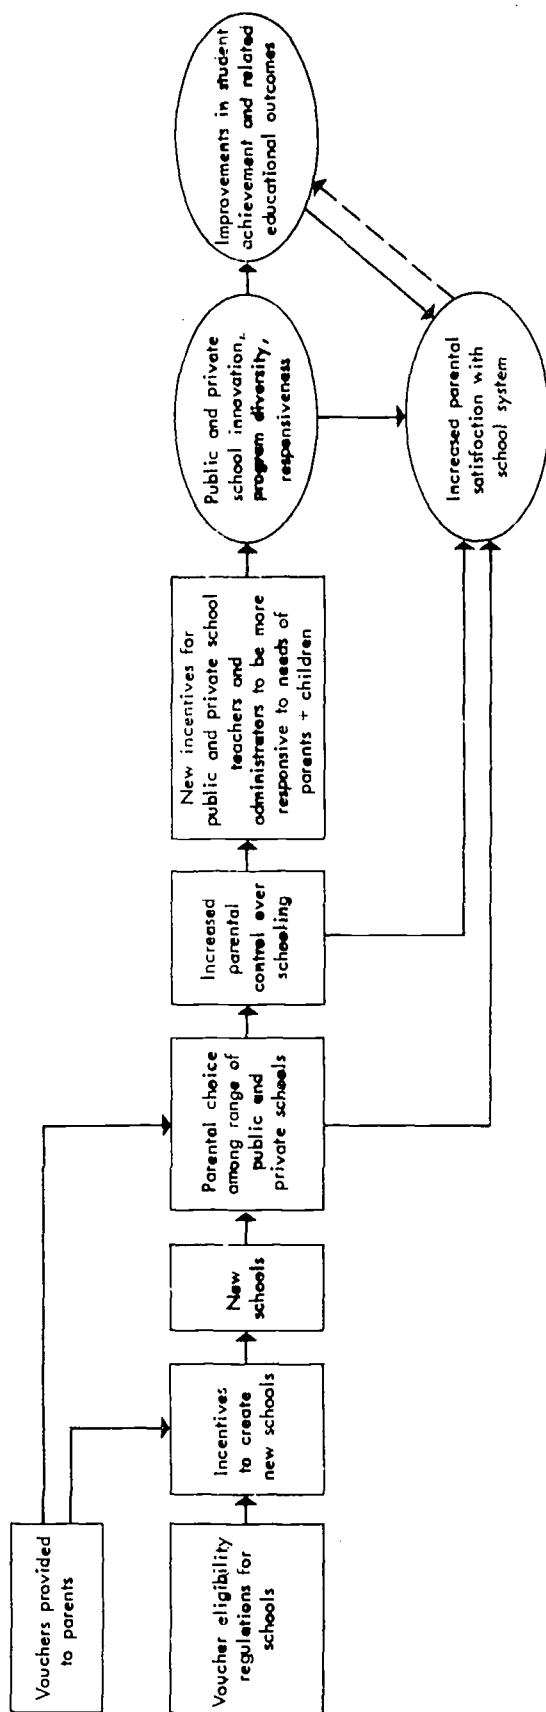 Vouchers provided
to parents
Voucher eligibility
regulations for
schools
Incentives
to create
new schools
New
schools
Parental choice
among range of
public and
private schools
Increased
parental
control over
schooling
New incentives for
public and private school
teachers and
administrators to be more
responsive to needs of
parents + children
Public and private
school innovation,
program diversity,
responsiveness
Improvements in student
achievement and related
educational outcomes
Increased parental
satisfaction with
school system